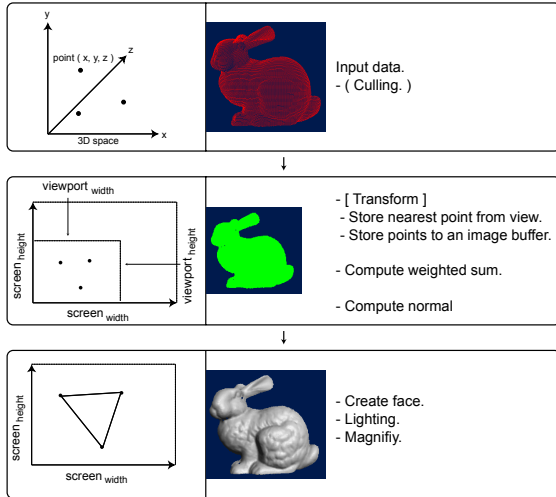 y
point ( x, y, z )
z
x
3D space
Input data.
- ( Culling. )
viewport width
screen height
viewport height
screen width
- [ Transform ]
- Store nearest point from view.
- Store points to an image buffer.
- Compute weighted sum.
- Compute normal
screen height
screen width
- Create face.
- Lighting.
- Magnifiy.